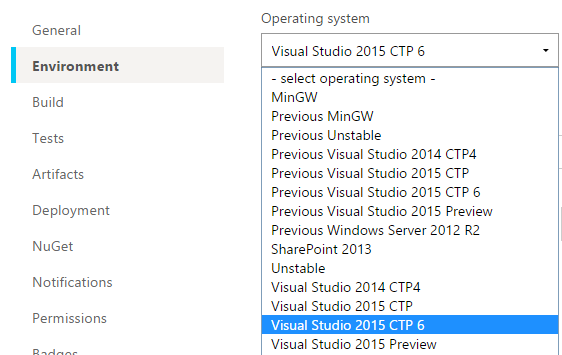 General
Environment
Build
Tests
Artifacts
Deployment
NuGet
Notifications
Permissions
Badges
Operating system
Visual Studio 2015 CTP 6
- select operating system -
MinGW
Previous MinGW
Previous Unstable
Previous Visual Studio 2014 CTP4
Previous Visual Studio 2015 CTP
Previous Visual Studio 2015 CTP 6
Previous Visual Studio 2015 Preview
Previous Windows Server 2012 R2
SharePoint 2013
Unstable
Visual Studio 2014 CTP4
Visual Studio 2015 CTP
Visual Studio 2015 CTP 6
Visual Studio 2015 Preview